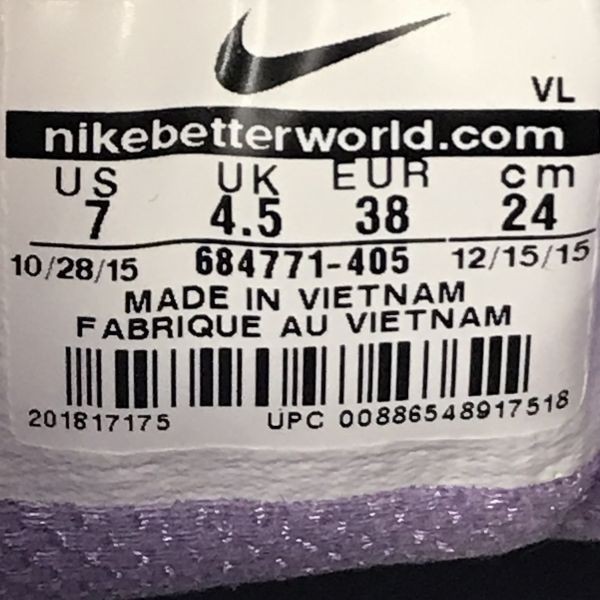 VL
nikebetterworld.com
US UK EUR cm
7 4.5 38 24
10/28/15 684771-405 12/15/15
MADE IN VIETNAM
FABRIQUE AU VIETNAM
201817175 UPC 00886548917518